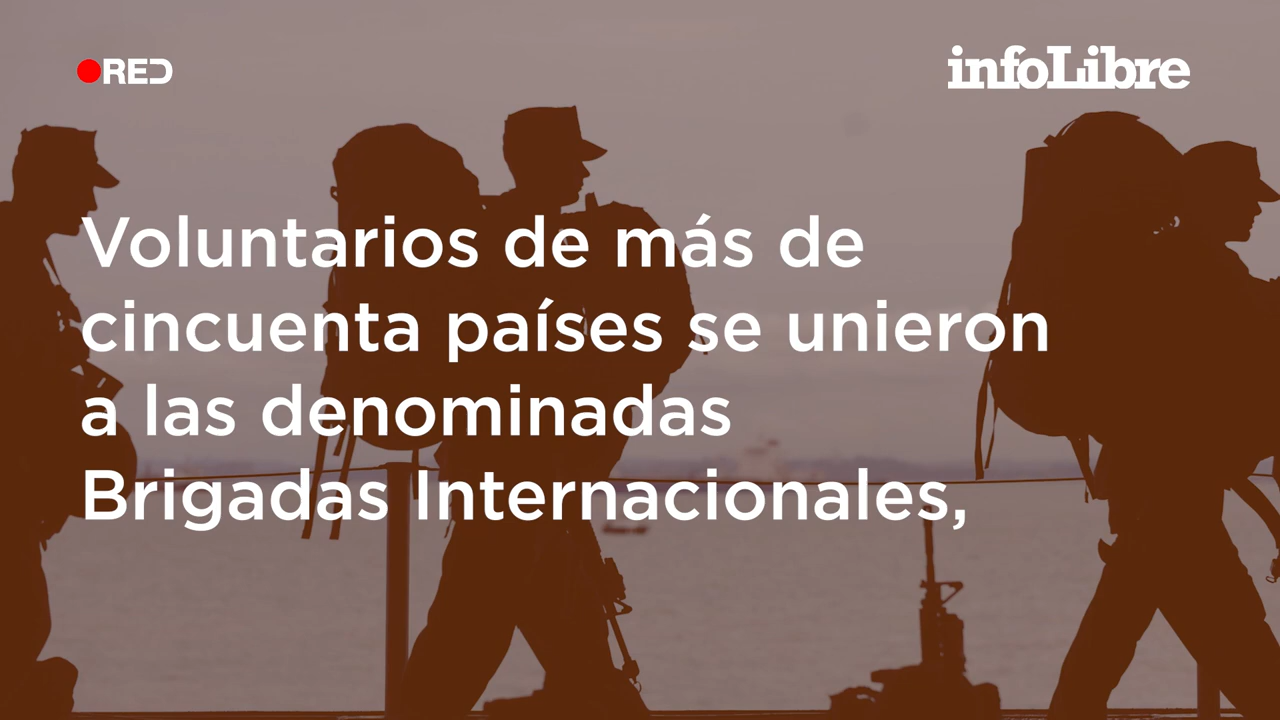 RED
infoLibre
Voluntarios de más de
cincuenta países se unieron
a las denominadas
Brigadas Internacionales,